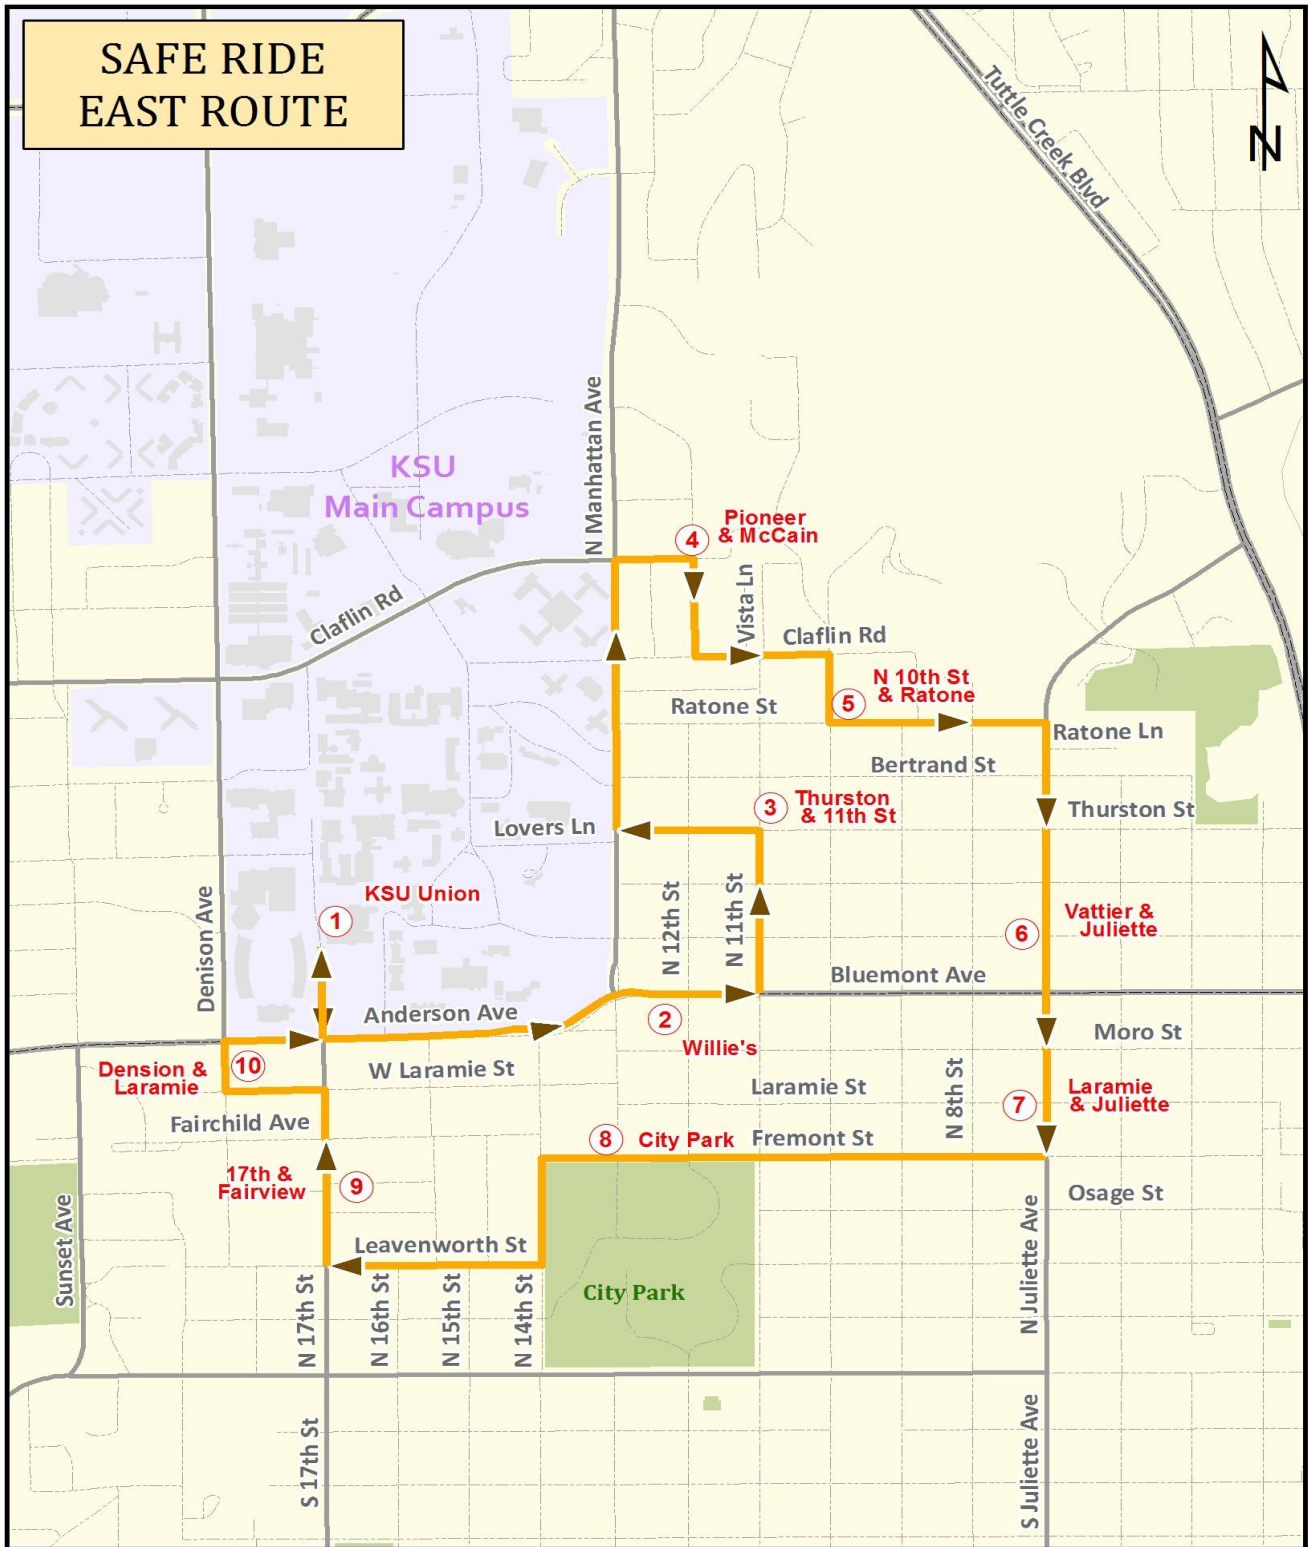 SAFE RIDE
EAST ROUTE
N
Tuttle Creek Blvd
N Manhattan Ave
KSU
Main Campus
Claflin Rd
4
Pioneer
& McCain
Vista Ln
Claflin Rd
N 10th St
& Ratone
5
Ratone St
Ratone Ln
Bertrand St
3
Thurston
& 11th St
Thurston St
Lovers Ln
KSU Union
1
Denison Ave
N 12th St
N 11th St
Vattier &
Juliette
6
Bluemont Ave
Anderson Ave
2
Willie's
Moro St
Dension &
Laramie
10
W Laramie St
Laramie St
N 8th St
7
Laramie
& Juliette
Fairchild Ave
8
City Park
Fremont St
17th &
Fairview
9
Osage St
Sunset Ave
Leavenworth St
City Park
N 17th St
N 16th St
N 15th St
N 14th St
N Juliette Ave
S 17th St
S Juliette Ave